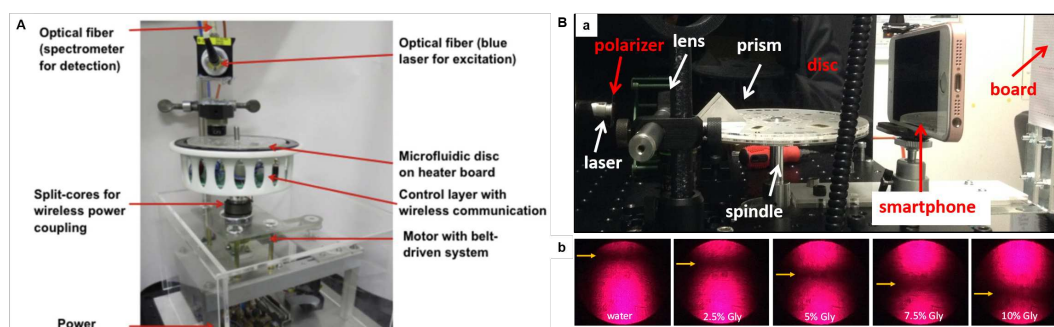 A
Optical fiber
(spectrometer
for detection)
Optical fiber (blue
laser for excitation)
Microfluidic disc
on heater board
Split-cores for
wireless power
coupling
Control layer with
wireless communication
Motor with belt-
driven system
Power
B
a
polarizer
lens
prism
disc
board
laser
spindle
smartphone
b
water
2.5% Gly
5% Gly
7.5% Gly
10% Gly